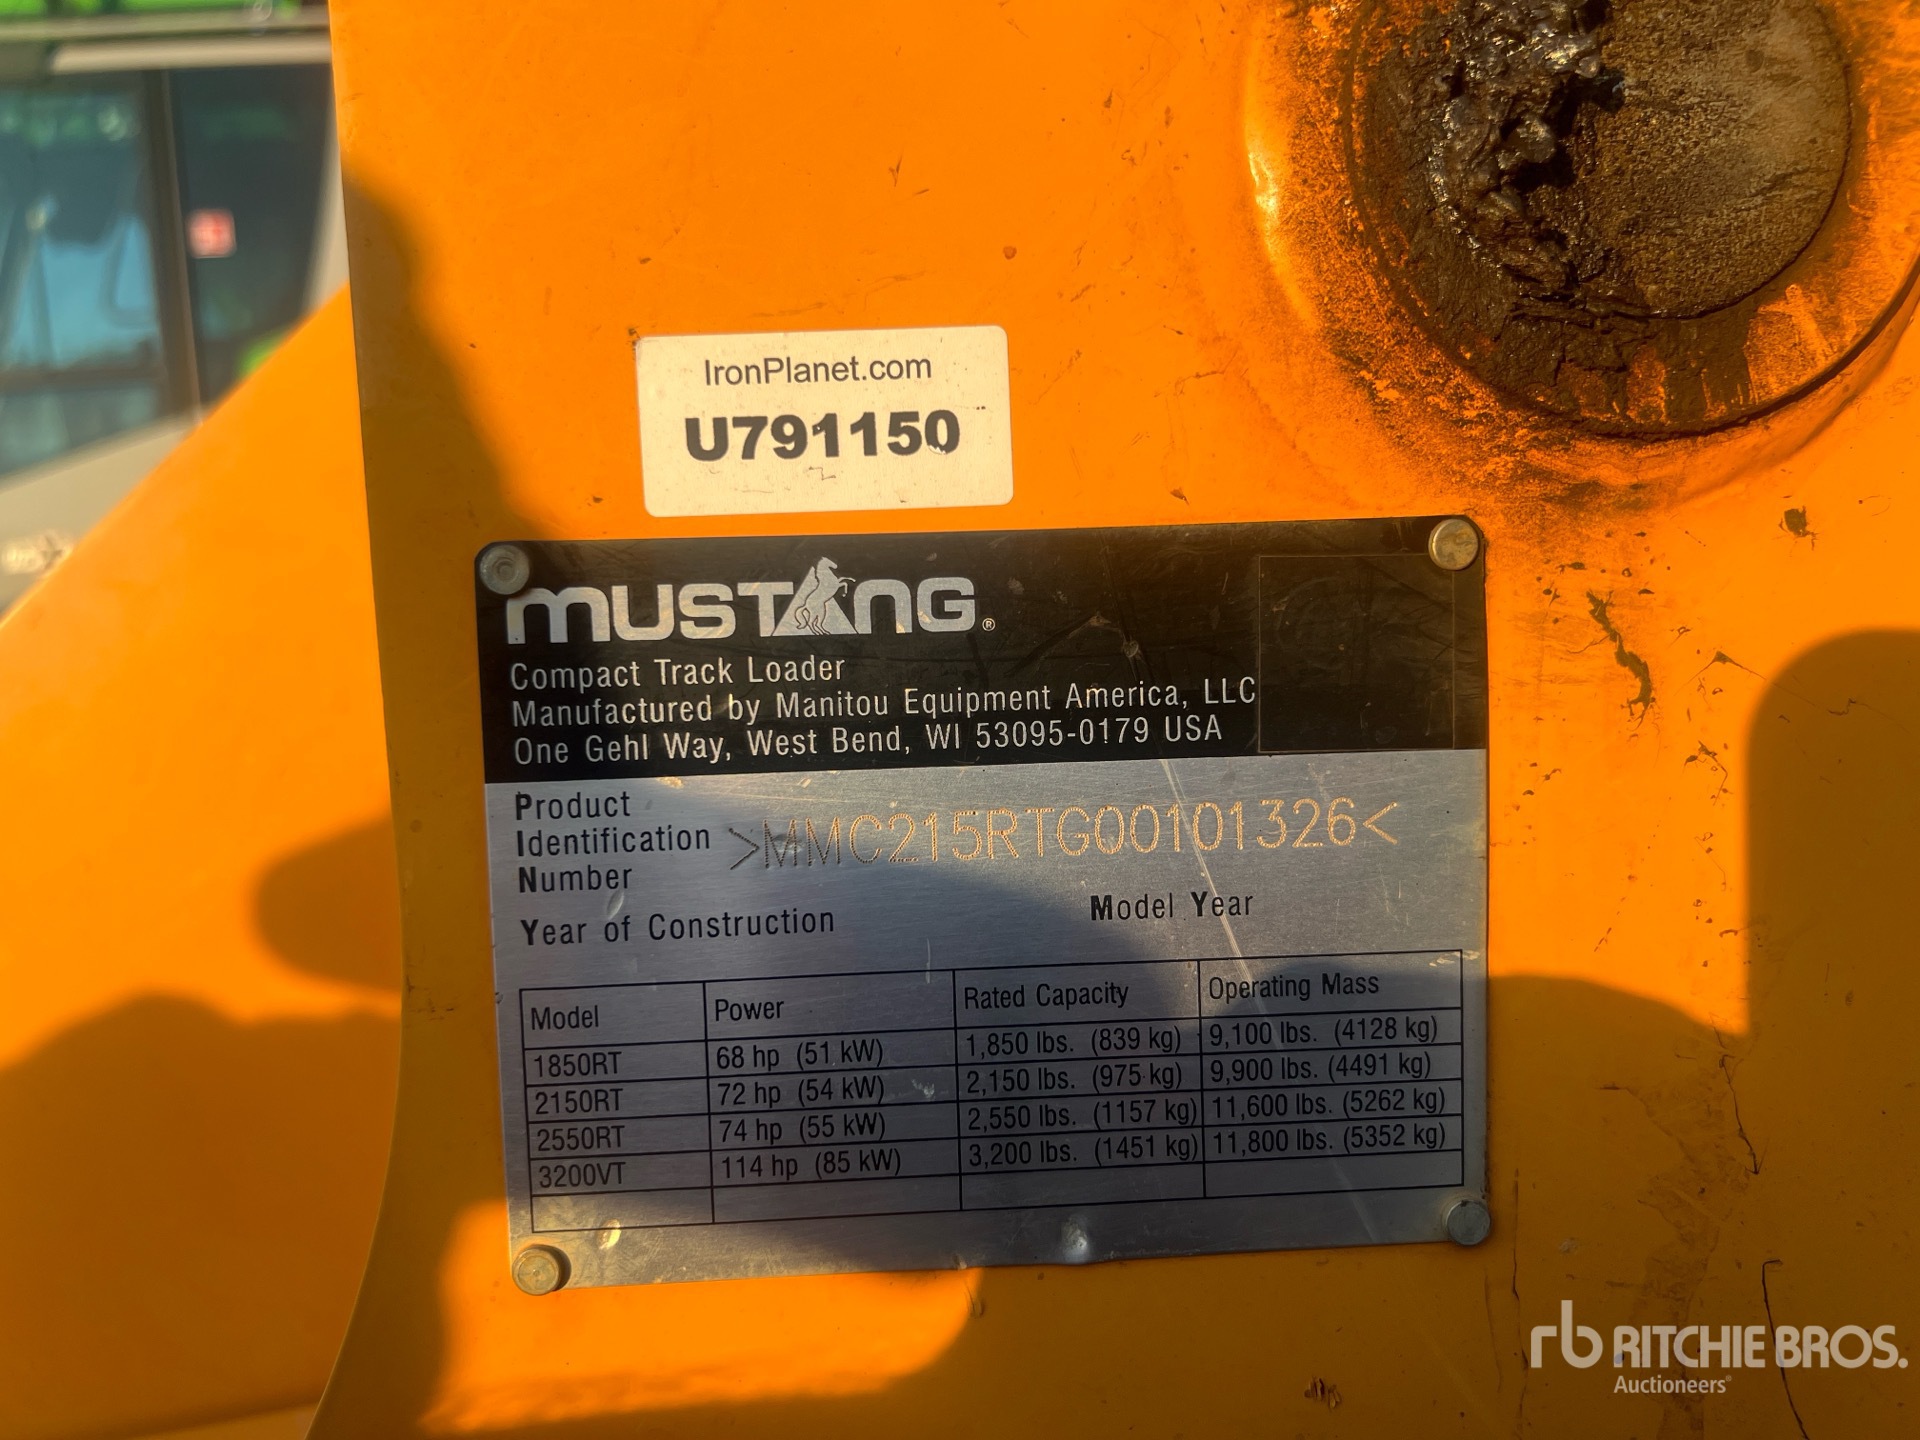 IronPlanet.com
U791150
MUSTANG®
Compact Track Loader
Manufactured by Manitou Equipment America, LLC
One Gehl Way, West Bend, WI 53095-0179 USA
Product
Identification >MMC215RTG00101326<
Number
Year of Construction Model Year
Model Power Rated Capacity Operating Mass
1850RT 68 hp (51 kW) 1,850 lbs. (839 kg) 9,100 lbs. (4128 kg)
2150RT 72 hp (54 kW) 2,150 lbs. (975 kg) 9,900 lbs. (4491 kg)
2550RT 74 hp (55 kW) 2,550 lbs. (1157 kg) 11,600 lbs. (5262 kg)
3200VT 114 hp (85 kW) 3,200 lbs. (1451 kg) 11,800 lbs. (5352 kg)
rb RITCHIE BROS.
Auctioneers®